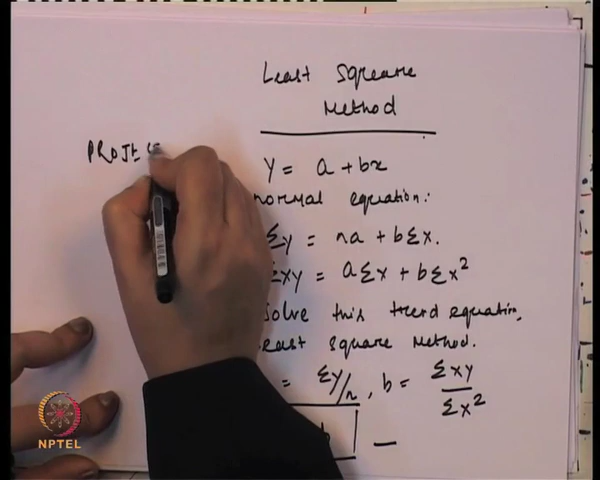 Least Square
Method
PROJEC
Y = a + bx
normal equation:
Σy = na + bΣx.
Σxy = aΣx + bΣx²
Solve this trend equation,
Least Square Method.
= Σy/n, b = Σxy/Σx²
b
NPTEL